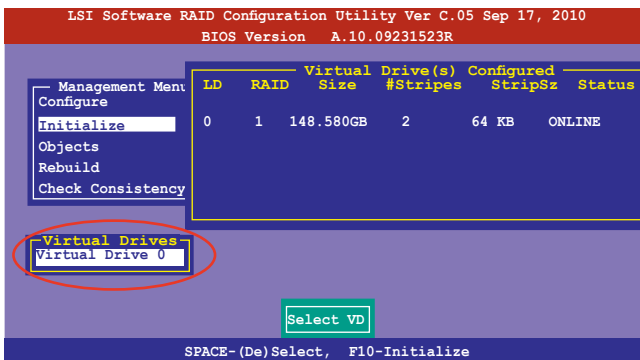 LSI Software RAID Configuration Utility Ver C.05 Sep 17, 2010
BIOS Version A.10.09231523R
Virtual Drive(s) Configured
LD RAID Size #Stripes StripSz Status
0 1 148.580GB 2 64 KB ONLINE
Management Menu
Configure
Initialize
Objects
Rebuild
Check Consistency
Virtual Drives
Virtual Drive 0
Select VD
SPACE-(De)Select, F10-Initialize